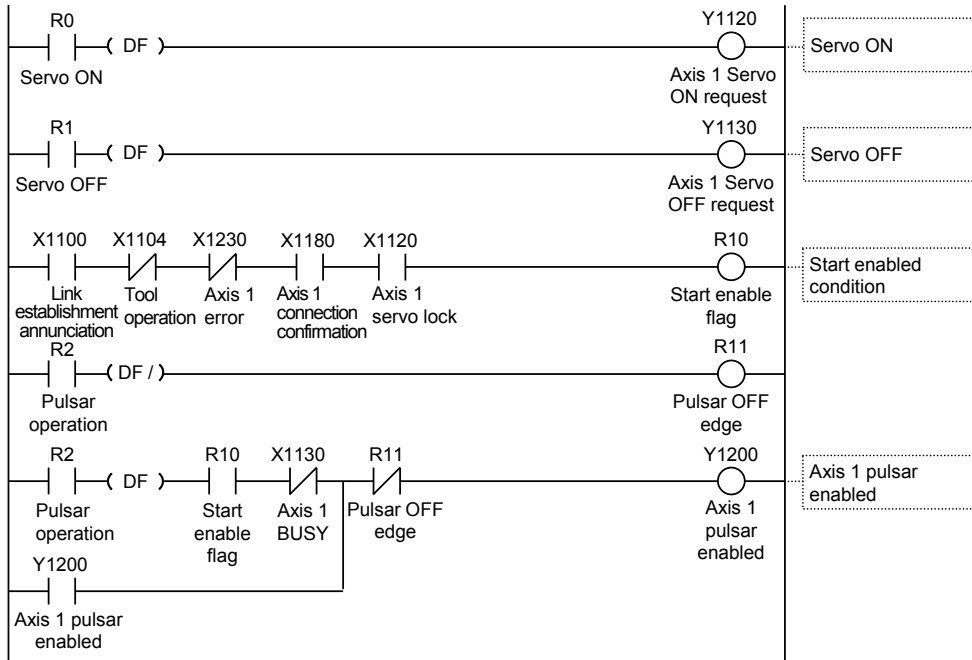 R0 Y1120
( DF ) Servo ON
Servo ON Axis 1 Servo
ON request
R1 Y1130
( DF ) Servo OFF
Servo OFF Axis 1 Servo
OFF request
X1100 X1104 X1230 X1180 X1120 R10
Start enabled
condition
Link
establishment
annunciation
Tool
operation
Axis 1
error
Axis 1
connection
confirmation
Axis 1
servo lock
Start enable
flag
R2 R11
( DF / )
Pulsar
operation
Pulsar OFF
edge
R2 R10 X1130 R11 Y1200
( DF )
Axis 1 pulsar
enabled
Pulsar
operation
Start
enable
flag
Axis 1
BUSY
Pulsar OFF
edge
Axis 1
pulsar
enabled
Y1200
Axis 1 pulsar
enabled